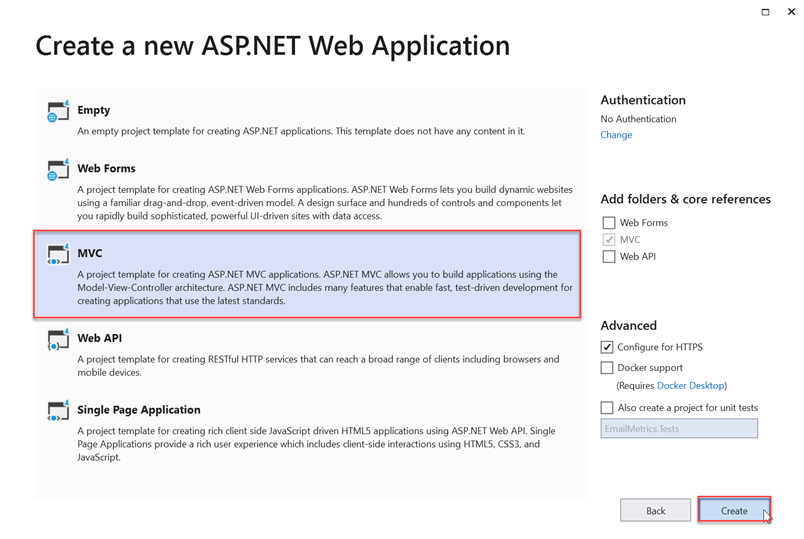 Create a new ASP.NET Web Application
Empty
An empty project template for creating ASP.NET applications. This template does not have any content in it.
Web Forms
A project template for creating ASP.NET Web Forms applications. ASP.NET Web Forms lets you build dynamic websites
using a familiar drag-and-drop, event-driven model. A design surface and hundreds of controls and components let
you rapidly build sophisticated, powerful UI-driven sites with data access.
MVC
A project template for creating ASP.NET MVC applications. ASP.NET MVC allows you to build applications using the
Model-View-Controller architecture. ASP.NET MVC includes many features that enable fast, test-driven development for
creating applications that use the latest standards.
Web API
A project template for creating RESTful HTTP services that can reach a broad range of clients including browsers and
mobile devices.
Single Page Application
A project template for creating rich client side JavaScript driven HTML5 applications using ASP.NET Web API. Single
Page Applications provide a rich user experience which includes client-side interactions using HTML5, CSS3, and
JavaScript.
Authentication
No Authentication
Change
Add folders & core references
Web Forms
MVC
Web API
Advanced
Configure for HTTPS
Docker support
(Requires Docker Desktop)
Also create a project for unit tests
EmailMetrics.Tests
Back
Create